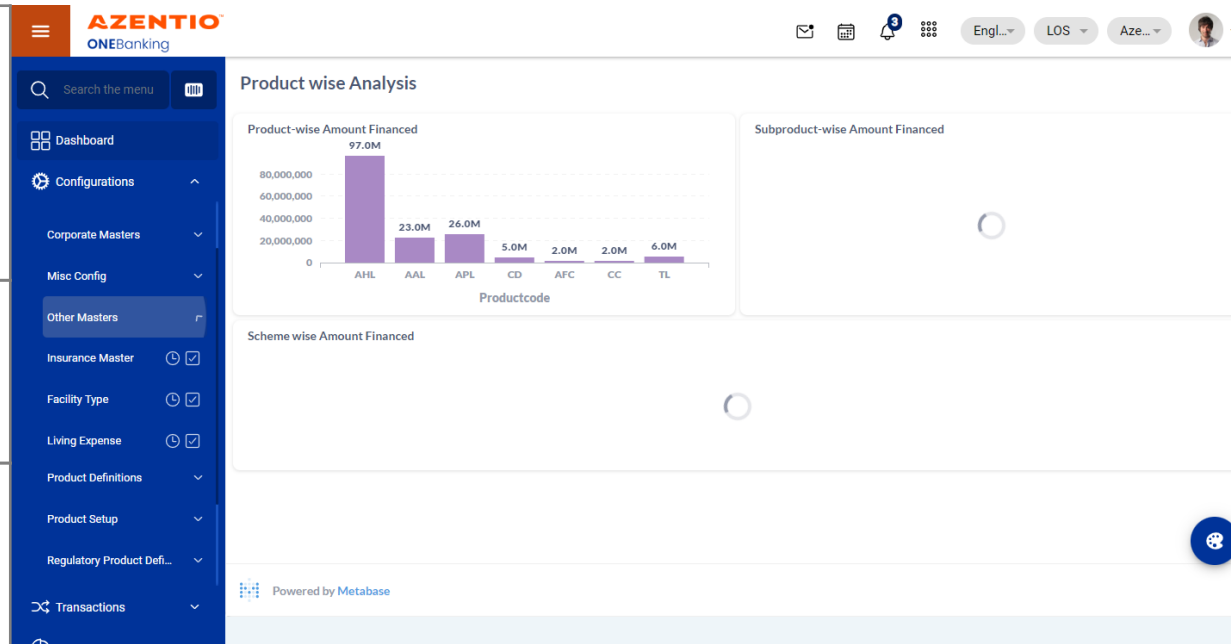 AZENTIO
ONEBanking
3
Engl...
LOS
Aze...
Search the menu
Dashboard
Configurations
Corporate Masters
Misc Config
Other Masters
Insurance Master
Facility Type
Living Expense
Product Definitions
Product Setup
Regulatory Product Defi...
Transactions
Product wise Analysis
Product-wise Amount Financed
97.0M
80,000,000
60,000,000
40,000,000
20,000,000
0
23.0M
26.0M
5.0M
2.0M
2.0M
6.0M
AHL AAL APL CD AFC CC TL
Productcode
Subproduct-wise Amount Financed
Scheme wise Amount Financed
Powered by Metabase